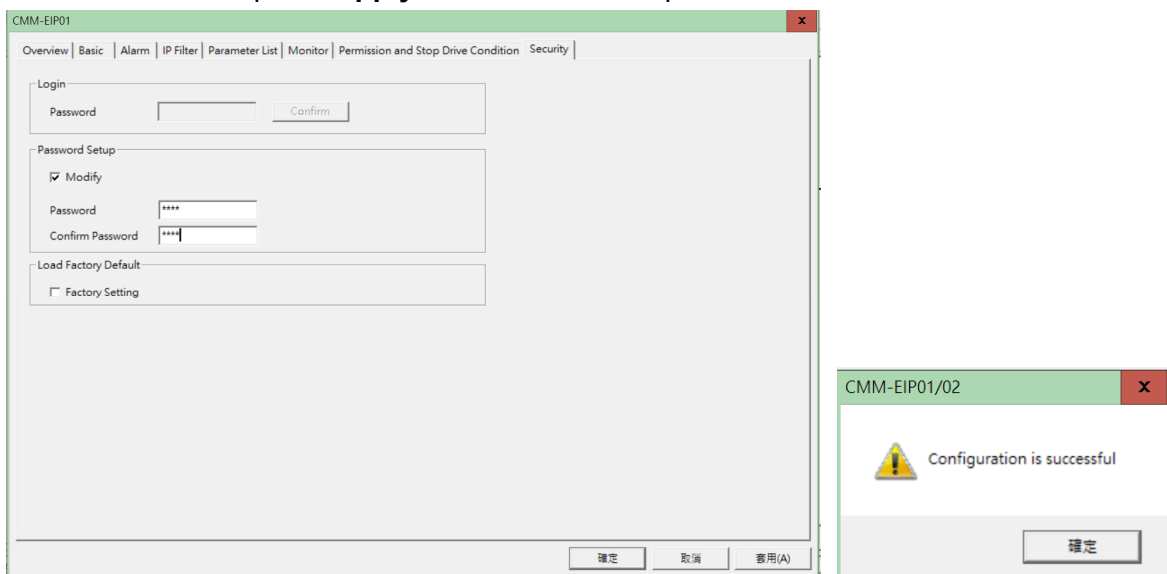 CMM-EIP01
x
Overview Basic Alarm IP Filter Parameter List Monitor Permission and Stop Drive Condition Security
Login
Password Confirm
Password Setup
Modify
Password ****
Confirm Password ****
Load Factory Default
Factory Setting
確定 取消 套用(A)
CMM-EIP01/02 x
Configuration is successful
確定